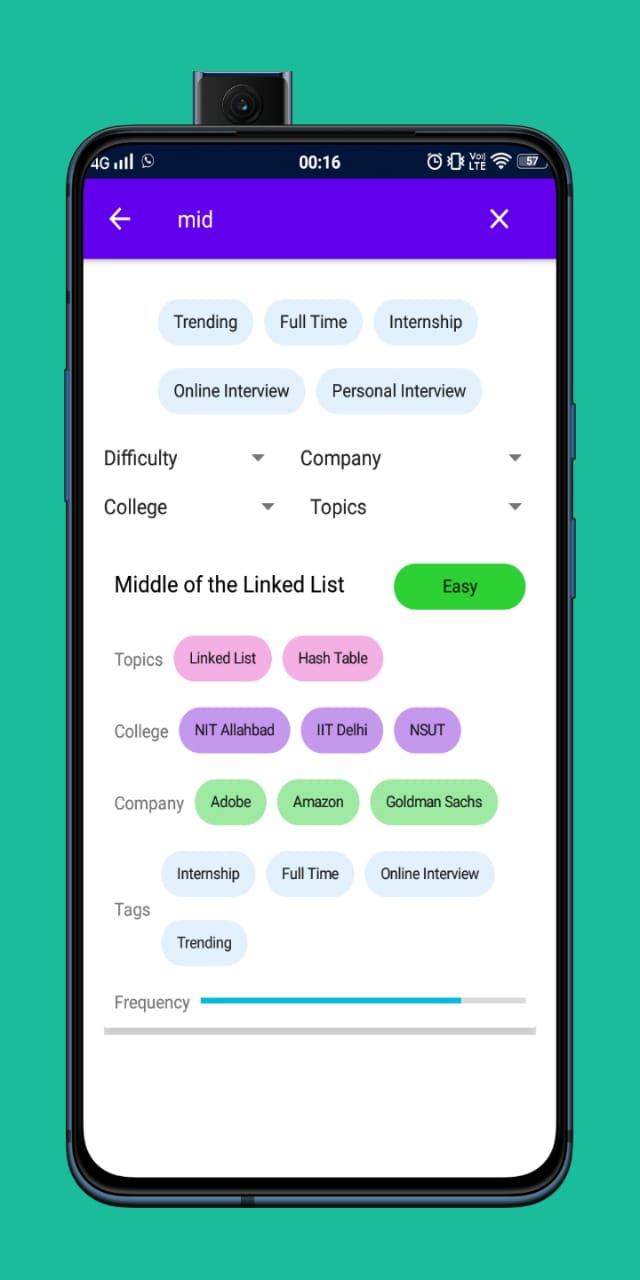 4G 00:16 Vo) LTE 57
mid
Trending Full Time Internship
Online Interview Personal Interview
Difficulty Company
College Topics
Middle of the Linked List Easy
Topics Linked List Hash Table
College NIT Allahbad IIT Delhi NSUT
Company Adobe Amazon Goldman Sachs
Internship Full Time Online Interview
Tags
Trending
Frequency